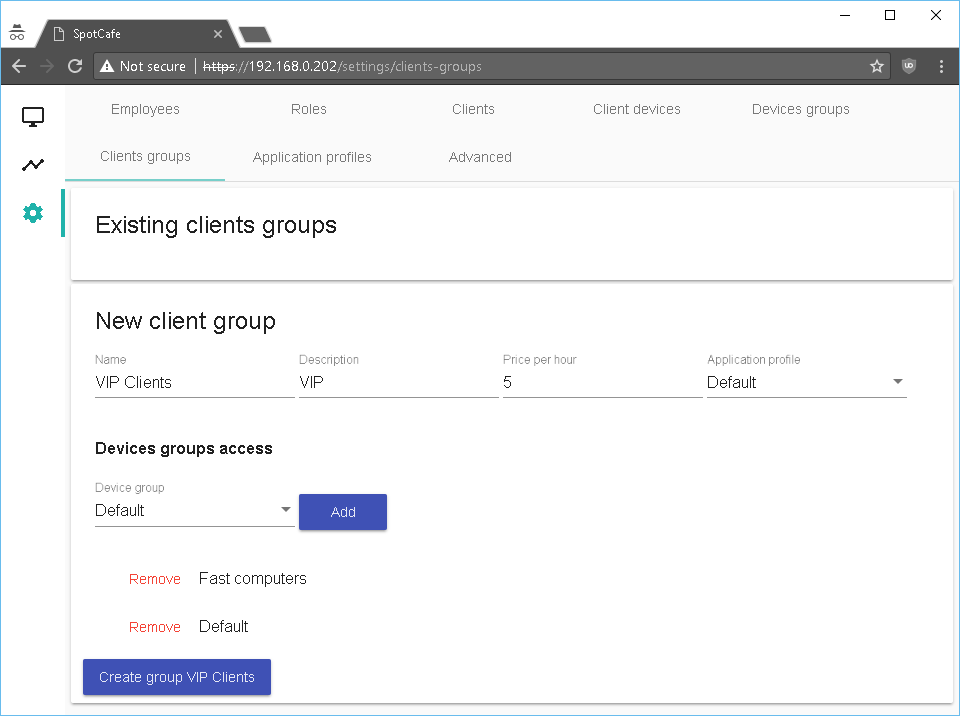 SpotCafe
Not secure https://192.168.0.202/settings/clients-groups
Employees Roles Clients Client devices Devices groups
Clients groups Application profiles Advanced
Existing clients groups
New client group
Name Description Price per hour Application profile
VIP Clients VIP 5 Default
Devices groups access
Device group
Default Add
Remove Fast computers
Remove Default
Create group VIP Clients